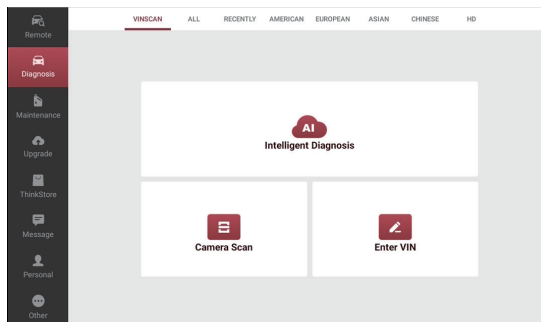 Remote
VINSCAN ALL RECENTLY AMERICAN EUROPEAN ASIAN CHINESE HD
Diagnosis
Maintenance
Upgrade
ThinkStore
Message
Personal
Other
AI
Intelligent Diagnosis
Camera Scan
Enter VIN